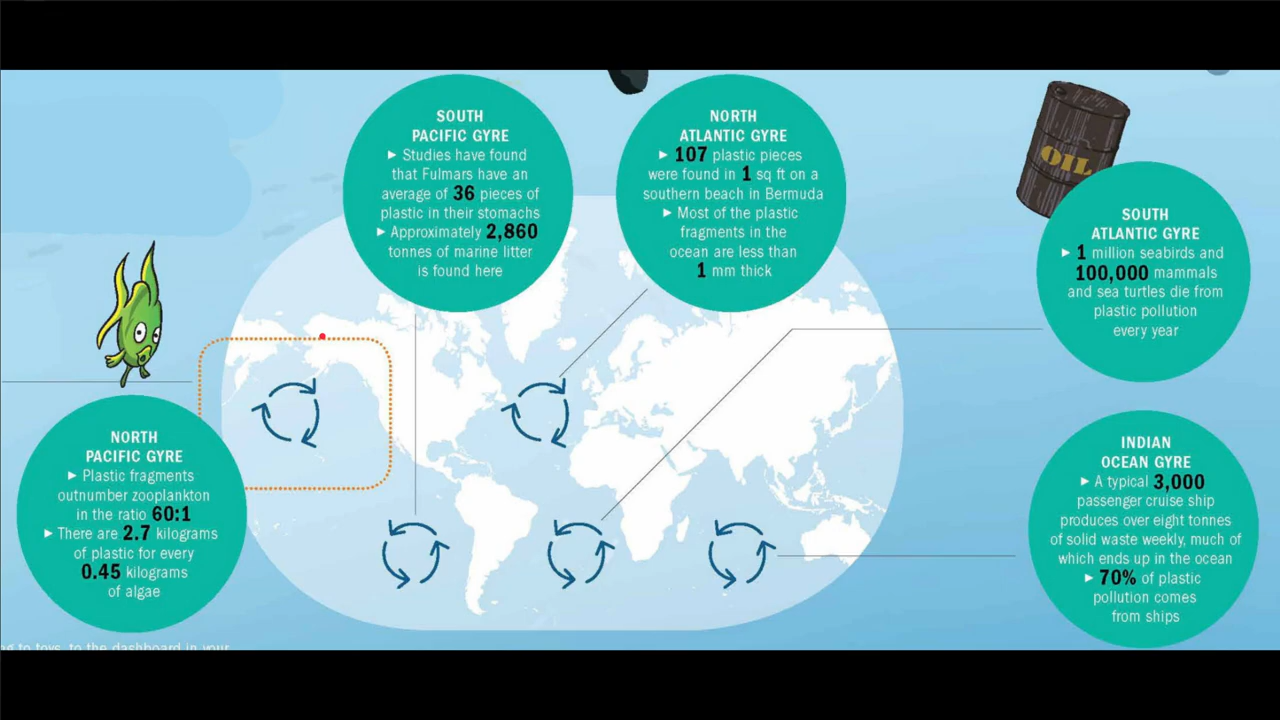 SOUTH
PACIFIC GYRE
► Studies have found
that Fulmars have an
average of 36 pieces of
plastic in their stomachs
► Approximately 2,860
tonnes of marine litter
is found here
NORTH
ATLANTIC GYRE
► 107 plastic pieces
were found in 1 sq ft on a
southern beach in Bermuda
► Most of the plastic
fragments in the
ocean are less than
1 mm thick
OIL
SOUTH
ATLANTIC GYRE
► 1 million seabirds and
100,000 mammals
and sea turtles die from
plastic pollution
every year
NORTH
PACIFIC GYRE
► Plastic fragments
outnumber zooplankton
in the ratio 60:1
► There are 2.7 kilograms
of plastic for every
0.45 kilograms
of algae
INDIAN
OCEAN GYRE
► A typical 3,000
passenger cruise ship
produces over eight tonnes
of solid waste weekly, much of
which ends up in the ocean
► 70% of plastic
pollution comes
from ships
to toys, to the dashboard in your